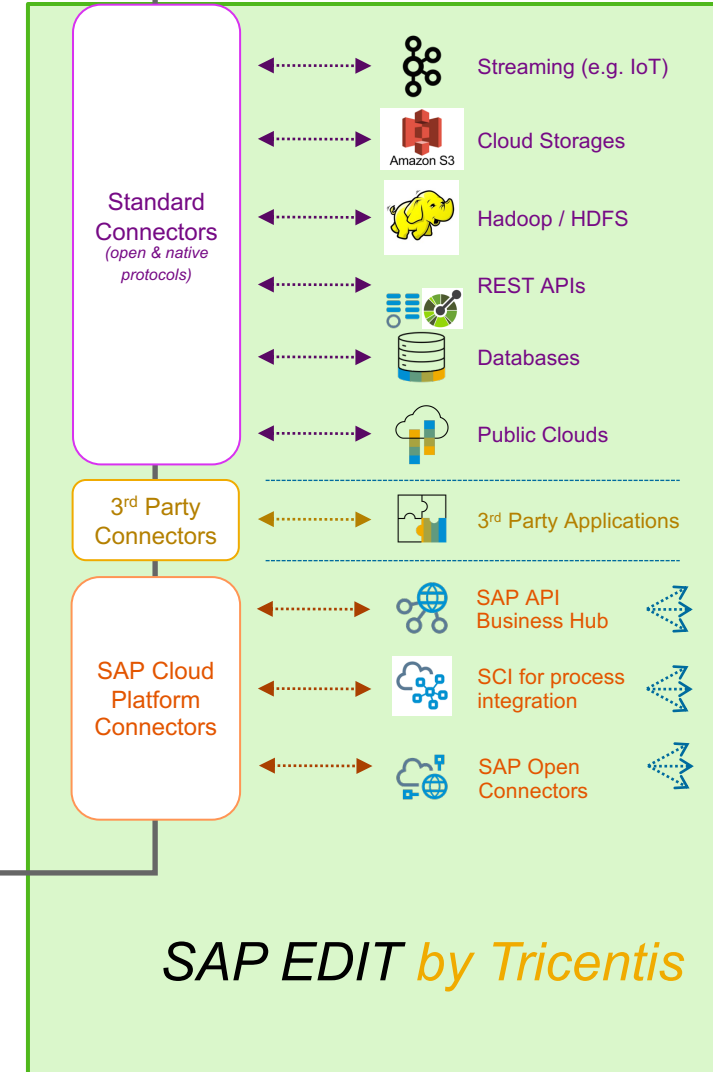 Standard
Connectors
(open & native
protocols)
Streaming (e.g. IoT)
Amazon S3
Cloud Storages
Hadoop / HDFS
REST APIs
Databases
Public Clouds
3rd Party
Connectors
3rd Party Applications
SAP Cloud
Platform
Connectors
SAP API
Business Hub
SCI for process
integration
SAP Open
Connectors
SAP EDIT by Tricentis